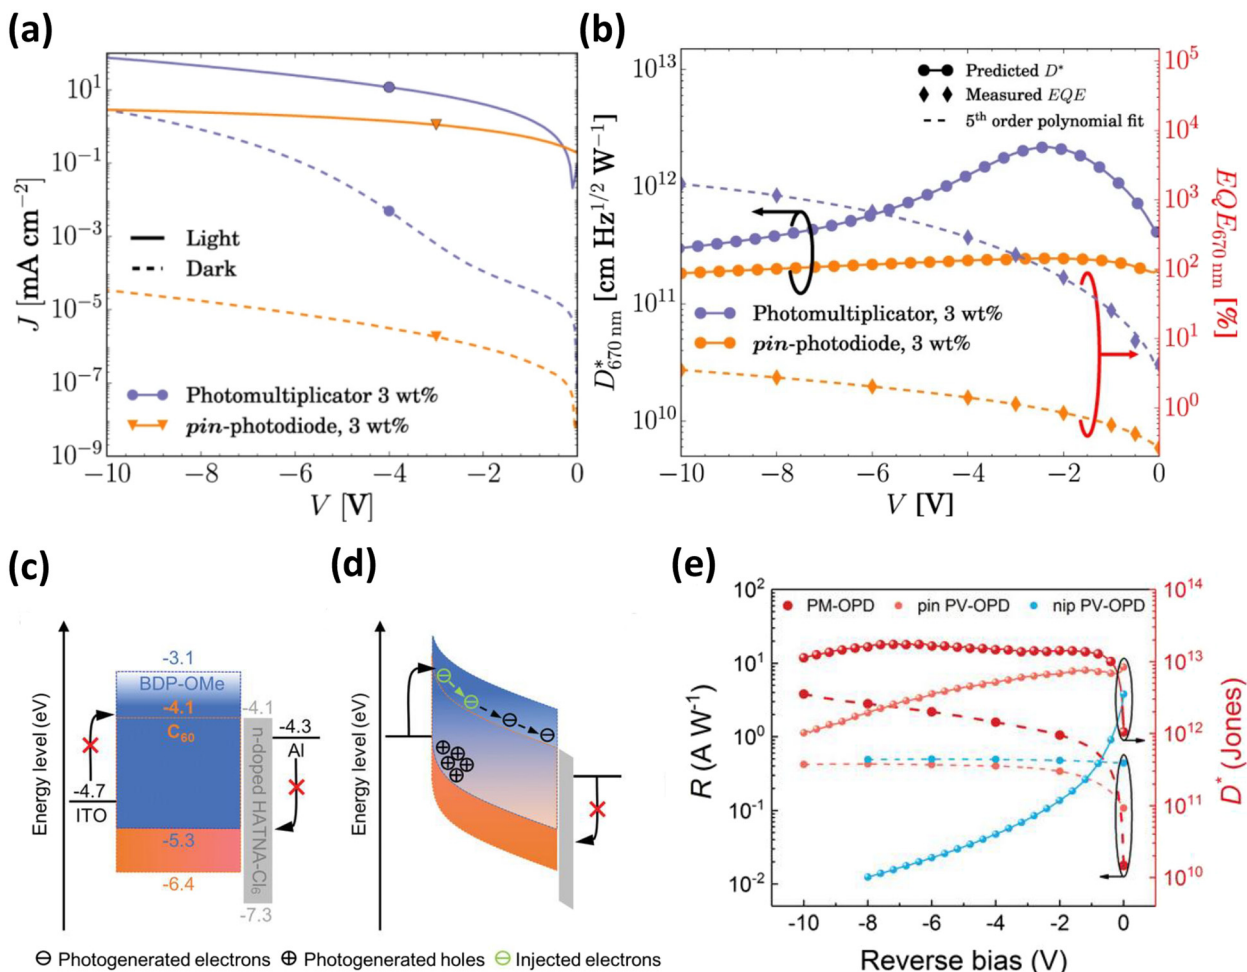 (a)
10^1
10^−1
10^−3
10^−5
10^−7
10^−9
J [mA cm−2]
Light
Dark
Photomultiplicator 3 wt%
pin-photodiode, 3 wt%
−10
−8
−6
−4
−2
0
V [V]
(b)
10^13
10^12
10^11
10^10
D*670 nm [cm Hz1/2 W−1]
Predicted D*
Measured EQE
5th order polynomial fit
Photomultiplicator, 3 wt%
pin-photodiode, 3 wt%
10^5
10^4
10^3
10^2
10^1
10^0
EQE670 nm [%]
−10
−8
−6
−4
−2
0
V [V]
(c)
Energy level (eV)
-3.1
BDP-OMe
-4.1
C60
-4.1
-4.3
Al
n-doped HATNA-Cl6
-4.7
ITO
-5.3
-6.4
-7.3
(d)
Energy level (eV)
Photogenerated electrons
Photogenerated holes
Injected electrons
(e)
10^2
10^1
10^0
10^-1
10^-2
R (A W-1)
PM-OPD
pin PV-OPD
nip PV-OPD
10^14
10^13
10^12
10^11
10^10
D* (Jones)
-10
-8
-6
-4
-2
0
Reverse bias (V)